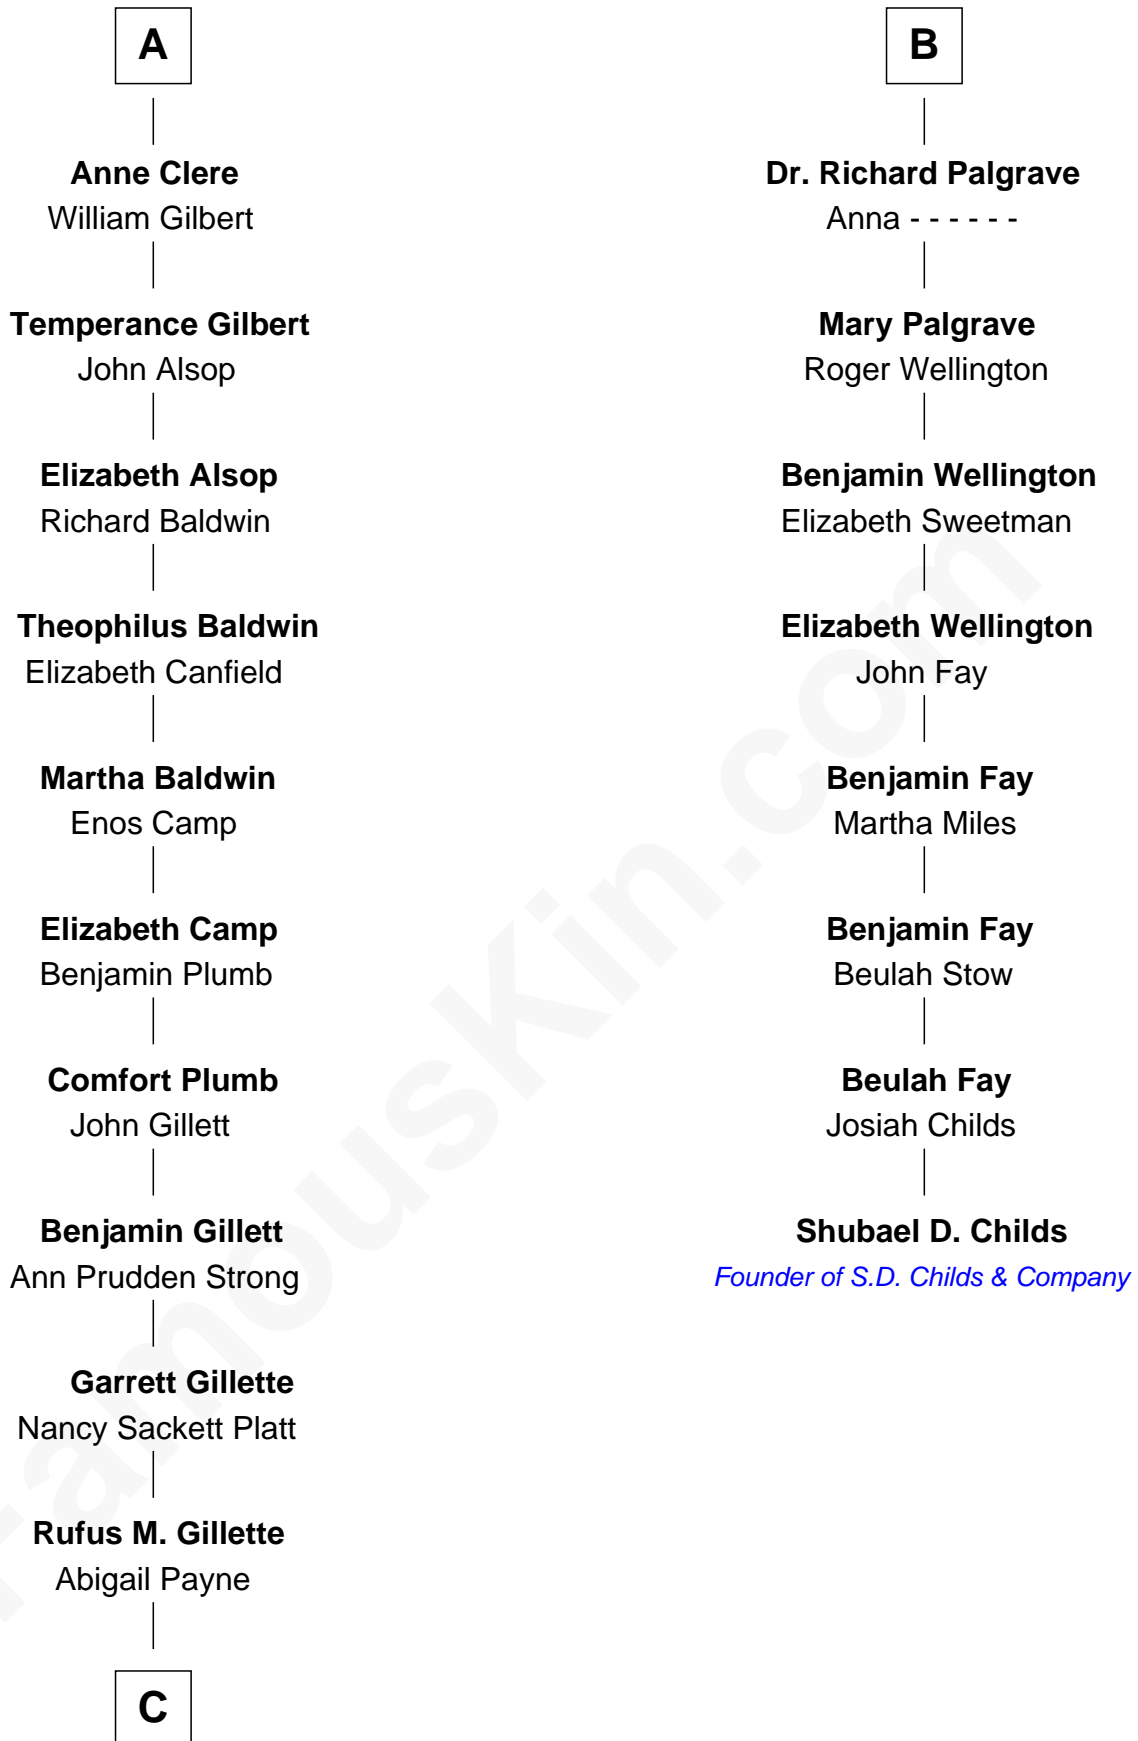 A
Anne Clere
William Gilbert
Temperance Gilbert
John Alsop
Elizabeth Alsop
Richard Baldwin
Theophilus Baldwin
Elizabeth Canfield
Martha Baldwin
Enos Camp
Elizabeth Camp
Benjamin Plumb
Comfort Plumb
John Gillett
Benjamin Gillett
Ann Prudden Strong
Garrett Gillette
Nancy Sackett Platt
Rufus M. Gillette
Abigail Payne
C
B
Dr. Richard Palgrave
Anna - - - - - -
Mary Palgrave
Roger Wellington
Benjamin Wellington
Elizabeth Sweetman
Elizabeth Wellington
John Fay
Benjamin Fay
Martha Miles
Benjamin Fay
Beulah Stow
Beulah Fay
Josiah Childs
Shubael D. Childs
Founder of S.D. Childs & Company
FamousKin.com